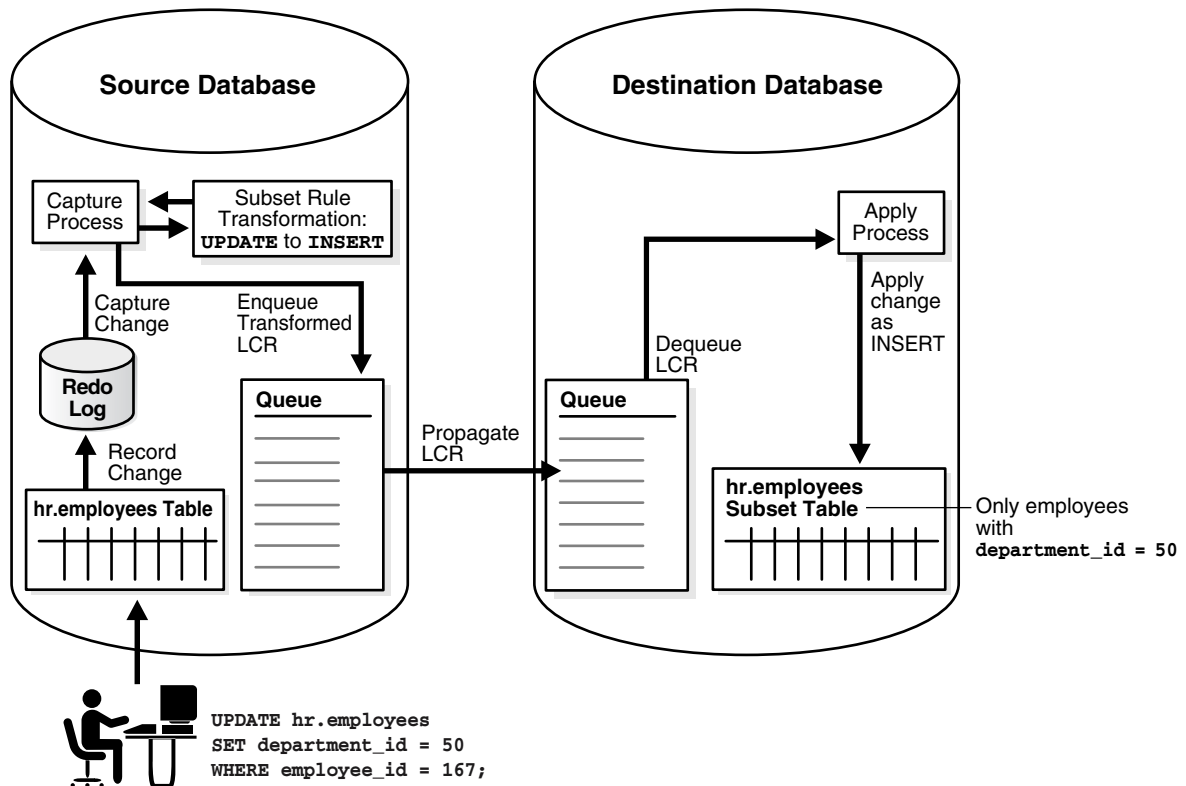 Source Database
Capture
Process
Subset Rule
Transformation:
UPDATE to INSERT
Capture
Change
Enqueue
Transformed
LCR
Redo
Log
Record
Change
hr.employees Table
Queue
Propagate
LCR
Destination Database
Apply
Process
Apply
change
as
INSERT
Dequeue
LCR
Queue
hr.employees
Subset Table
Only employees
with
department_id = 50
UPDATE hr.employees
SET department_id = 50
WHERE employee_id = 167;